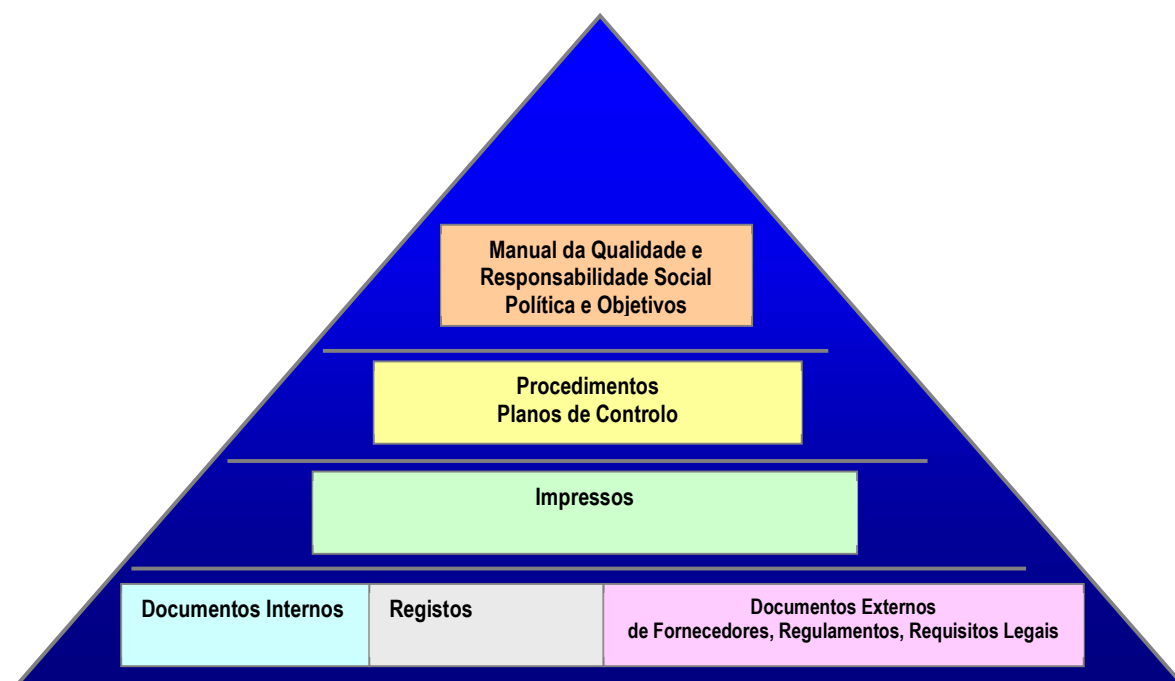 Manual da Qualidade e
Responsabilidade Social
Política e Objetivos
Procedimentos
Planos de Controlo
Impressos
Documentos Internos
Registos
Documentos Externos
de Fornecedores, Regulamentos, Requisitos Legais